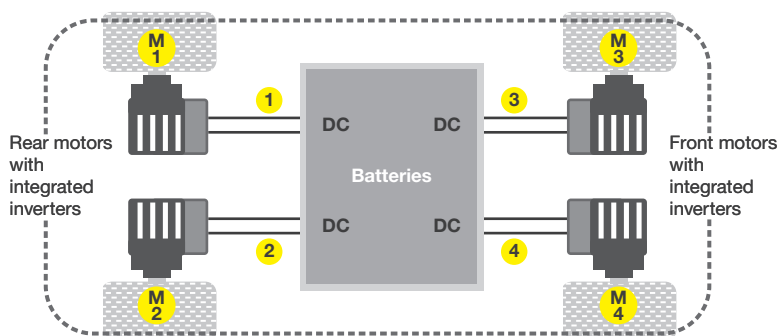 M
1
M
3
1
3
DC
DC
Rear motors
with
integrated
inverters
Batteries
Front motors
with
integrated
inverters
DC
DC
2
4
M
2
M
4